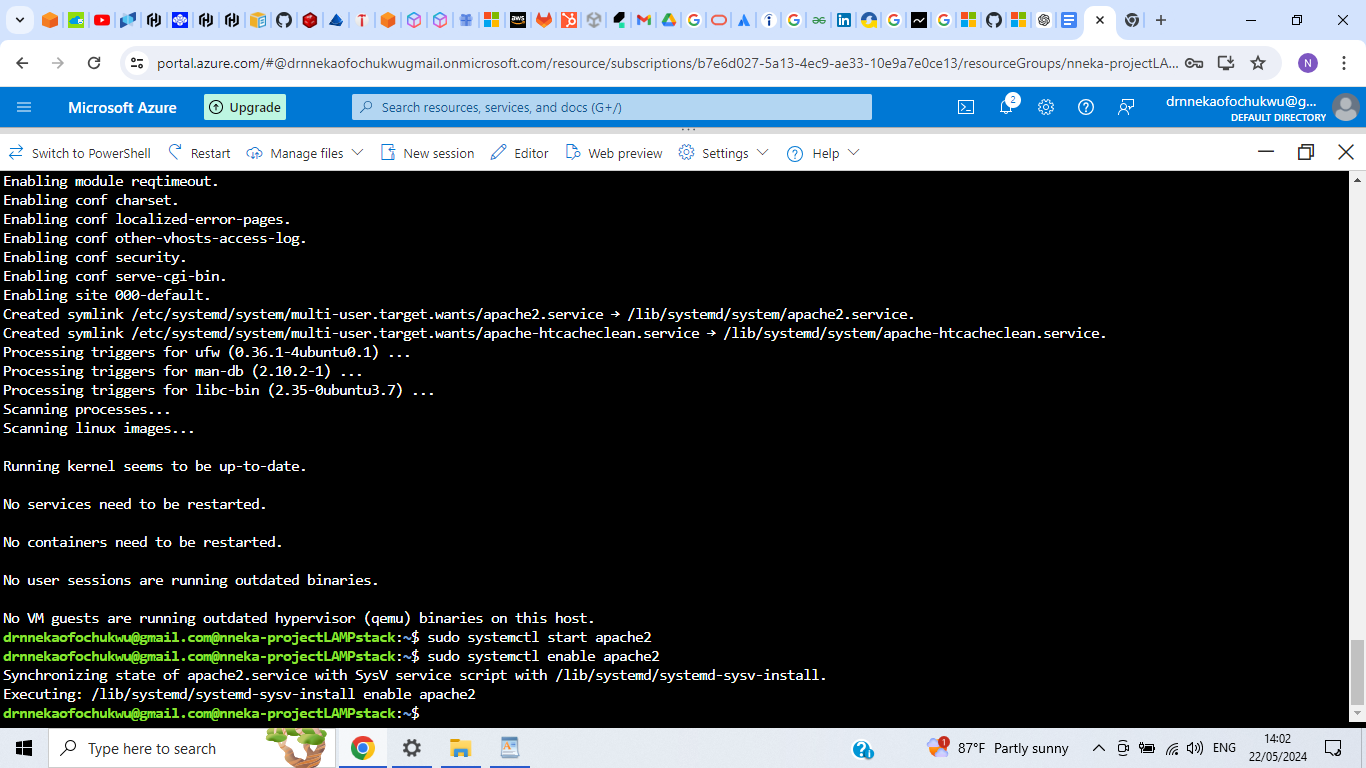 portal.azure.com/#@drnnekaofochukwugmail.onmicrosoft.com/resource/subscriptions/b7e6d027-5a13-4ec9-ae33-10e9a7e0ce13/resourceGroups/nneka-projectLA...
N
Microsoft Azure
Upgrade
Search resources, services, and docs (G+/)
2
drnnekaofochukwu@g...
DEFAULT DIRECTORY
Switch to PowerShell Restart Manage files New session Editor Web preview Settings Help
Enabling module reqtimeout.
Enabling conf charset.
Enabling conf localized-error-pages.
Enabling conf other-vhosts-access-log.
Enabling conf security.
Enabling conf serve-cgi-bin.
Enabling site 000-default.
Created symlink /etc/systemd/system/multi-user.target.wants/apache2.service → /lib/systemd/system/apache2.service.
Created symlink /etc/systemd/system/multi-user.target.wants/apache-htcacheclean.service → /lib/systemd/system/apache-htcacheclean.service.
Processing triggers for ufw (0.36.1-4ubuntu0.1) ...
Processing triggers for man-db (2.10.2-1) ...
Processing triggers for libc-bin (2.35-0ubuntu3.7) ...
Scanning processes...
Scanning linux images...
Running kernel seems to be up-to-date.
No services need to be restarted.
No containers need to be restarted.
No user sessions are running outdated binaries.
No VM guests are running outdated hypervisor (qemu) binaries on this host.
drnnekaofochukwu@gmail.com@nneka-projectLAMPstack:~$ sudo systemctl start apache2
drnnekaofochukwu@gmail.com@nneka-projectLAMPstack:~$ sudo systemctl enable apache2
Synchronizing state of apache2.service with SysV service script with /lib/systemd/systemd-sysv-install.
Executing: /lib/systemd/systemd-sysv-install enable apache2
drnnekaofochukwu@gmail.com@nneka-projectLAMPstack:~$
Type here to search
1
87°F Partly sunny
ENG
14:02
22/05/2024